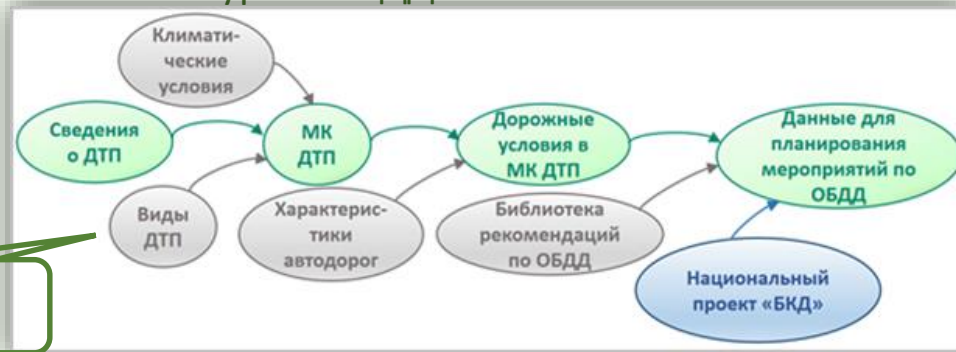 Климати-
ческие
условия
Сведения
о ДТП
МК
ДТП
Дорожные
условия в
МК ДТП
Данные для
планирования
мероприятий по
ОБДД
Виды
ДТП
Характерис-
тики
автодорог
Библиотека
рекомендаций
по ОБДД
Национальный
проект «БКД»